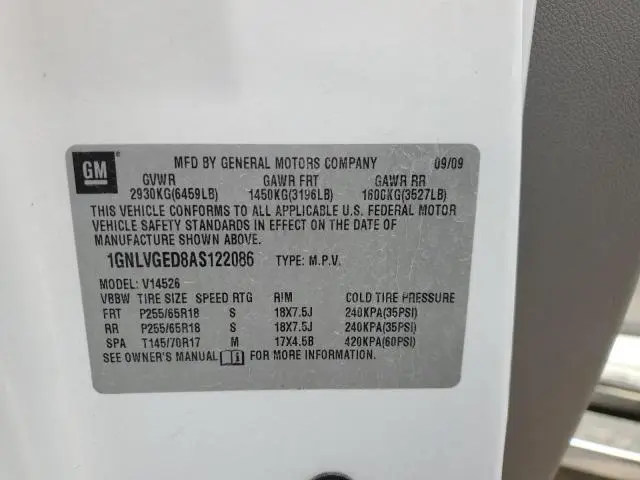 GM MFD BY GENERAL MOTORS COMPANY 09/09
GVWR GAWR FRT GAWR RR
2930KG(6459LB) 1450KG(3196LB) 1600KG(3527LB)
THIS VEHICLE CONFORMS TO ALL APPLICABLE U.S. FEDERAL MOTOR
VEHICLE SAFETY STANDARDS IN EFFECT ON THE DATE OF
MANUFACTURE SHOWN ABOVE.
1GNLVGED8AS122086 TYPE: M.P.V.
MODEL: V14526
VBBW TIRE SIZE SPEED RTG RIM COLD TIRE PRESSURE
FRT P255/65R18 S 18X7.5J 240KPA(35PSI)
RR P255/65R18 S 18X7.5J 240KPA(35PSI)
SPA T145/70R17 M 17X4.5B 420KPA(60PSI)
SEE OWNER'S MANUAL FOR MORE INFORMATION.